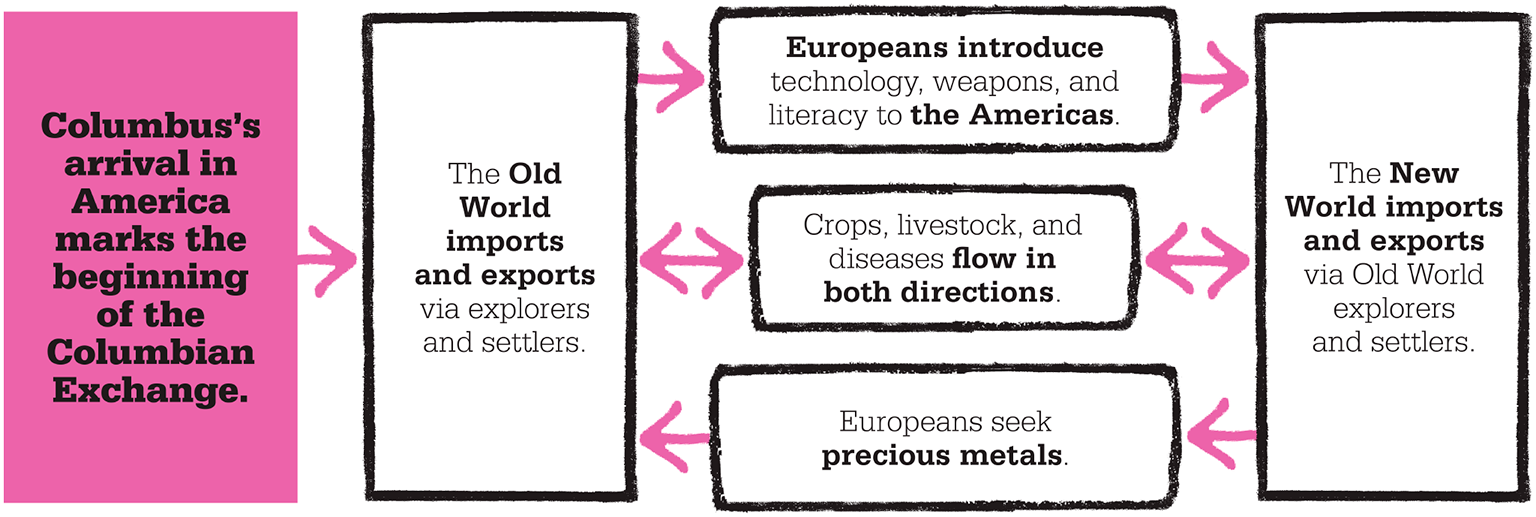 Columbus's
arrival in
America
marks the
beginning
of the
Columbian
Exchange.
The Old
World
imports
and exports
via explorers
and settlers.
Europeans introduce
technology, weapons, and
literacy to the Americas.
Crops, livestock, and
diseases flow in
both directions.
Europeans seek
precious metals.
The New
World imports
and exports
via Old World
explorers
and settlers.